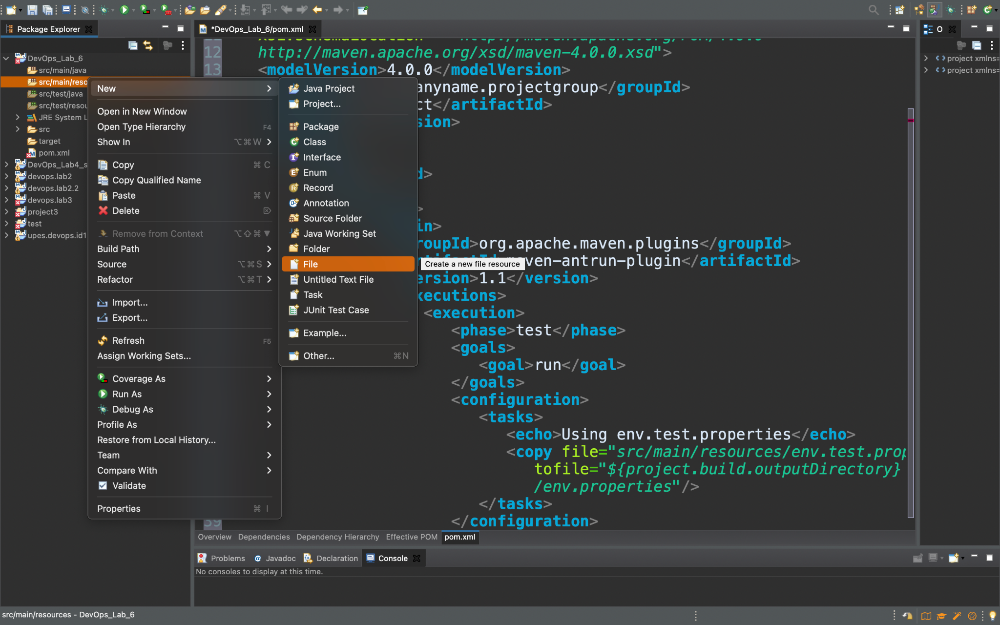 Package Explorer
*DevOps_Lab_6/pom.xml
O
DevOps_Lab_6
src/main/java
src/main/reso
src/test/java
src/test/resou
JRE System L
src
target
pom.xml
DevOps_Lab4_s
devops.lab2
devops.lab2.2
devops.lab3
project3
test
upes.devops.id1
New
Open in New Window
Open Type Hierarchy F4
Show In ⌥⌘W
Copy ⌘C
Copy Qualified Name
Paste ⌘V
Delete ⌦
Remove from Context ⌥⇧⌘▼
Build Path
Source ⌥⌘S
Refactor ⌥⌘T
Import...
Export...
Refresh F5
Assign Working Sets...
Coverage As
Run As
Debug As
Profile As
Restore from Local History...
Team
Compare With
Validate
Properties ⌘I
Java Project
Project...
Package
Class
Interface
Enum
Record
Annotation
Source Folder
Java Working Set
Folder
File
Untitled Text File
Task
JUnit Test Case
Example...
Other... ⌘N
Create a new file resource
12 http://maven.apache.org/xsd/maven-4.0.0.xsd">
13 <modelVersion>4.0.0</modelVersion>
anyname.projectgroup</groupId>
ct</artifactId>
sion>
d>
>
in>
roupId>org.apache.maven.plugins</groupId>
ven-antrun-plugin</artifactId>
ersion>1.1</version>
xecutions>
<execution>
<phase>test</phase>
<goals>
<goal>run</goal>
</goals>
<configuration>
<tasks>
<echo>Using env.test.properties</echo>
<copy file="src/main/resources/env.test.prop
tofile="${project.build.outputDirectory}
/env.properties"/>
</tasks>
</configuration>
39
project xmlns=
project xmlns=
Overview Dependencies Dependency Hierarchy Effective POM pom.xml
Problems Javadoc Declaration Console
No consoles to display at this time.
src/main/resources - DevOps_Lab_6